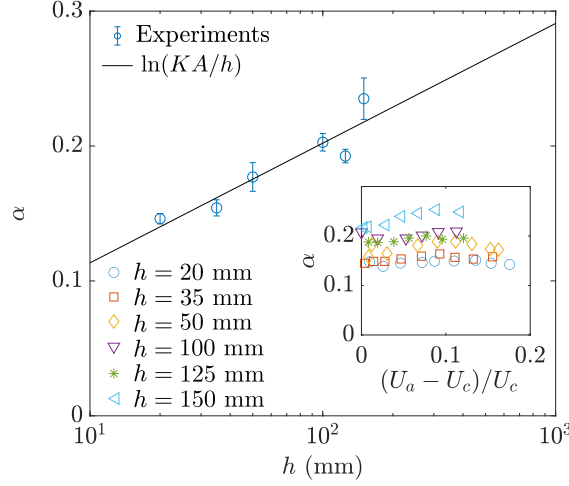 0.3
Experiments
ln(KA/h)
0.2
α
0.1
0
h = 20 mm
h = 35 mm
h = 50 mm
h = 100 mm
h = 125 mm
h = 150 mm
0.2
α
0.1
0
0 0.1 0.2
(U_a − U_c)/U_c
10^1 10^2 10^3
h (mm)